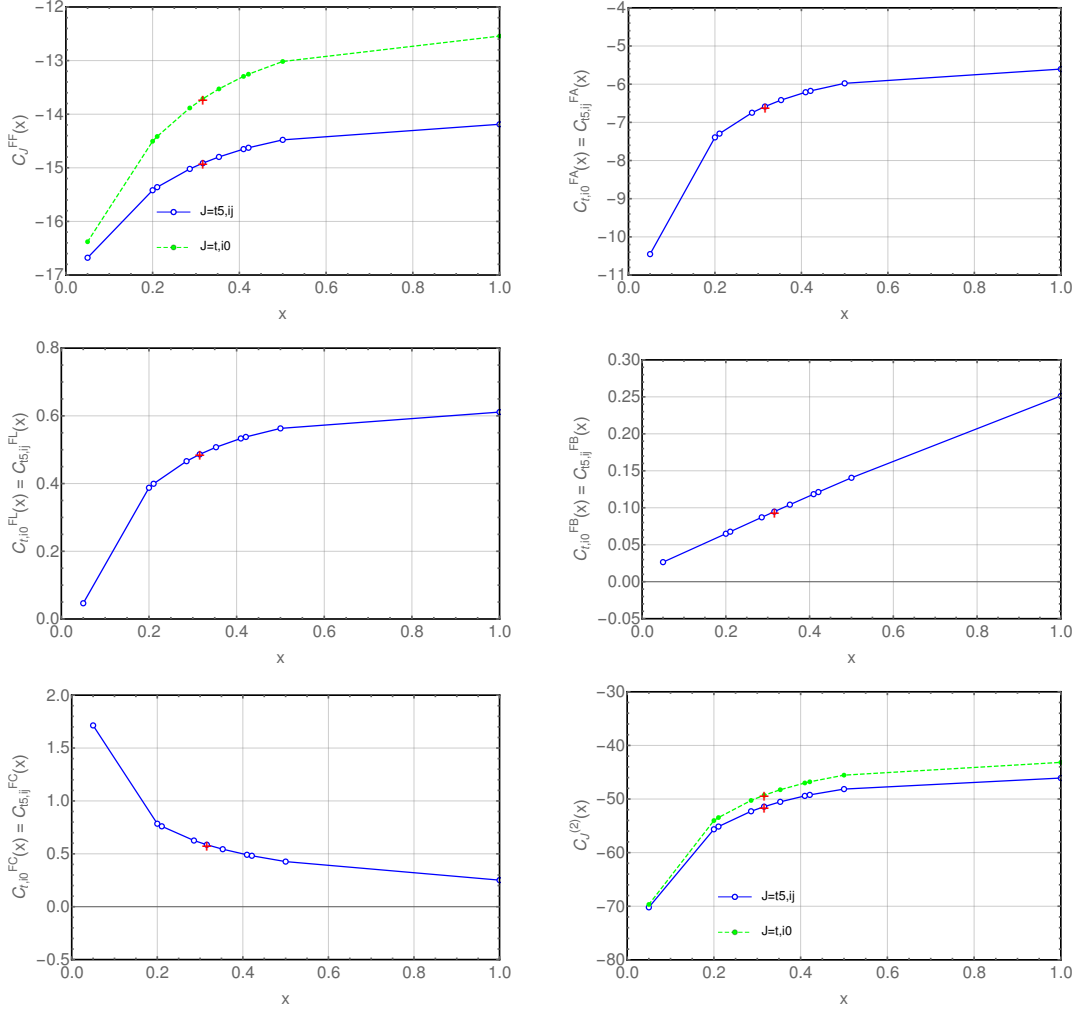 −12
−13
−14
−15
−16
−17
0.0 0.2 0.4 0.6 0.8 1.0
x
C_J^FF(x)
J=t5,ij
J=t,i0
−4
−5
−6
−7
−8
−9
−10
−11
0.0 0.2 0.4 0.6 0.8 1.0
x
C_t,i0^FA(x) = C_t5,ij^FA(x)
0.8
0.6
0.4
0.2
0.0
0.0 0.2 0.4 0.6 0.8 1.0
x
C_t,i0^FL(x) = C_t5,ij^FL(x)
0.30
0.25
0.20
0.15
0.10
0.05
0.00
−0.05
0.0 0.2 0.4 0.6 0.8 1.0
x
C_t,i0^FB(x) = C_t5,ij^FB(x)
2.0
1.5
1.0
0.5
0.0
−0.5
0.0 0.2 0.4 0.6 0.8 1.0
x
C_t,i0^FC(x) = C_t5,ij^FC(x)
−30
−40
−50
−60
−70
−80
0.0 0.2 0.4 0.6 0.8 1.0
x
C_J^(2)(x)
J=t5,ij
J=t,i0